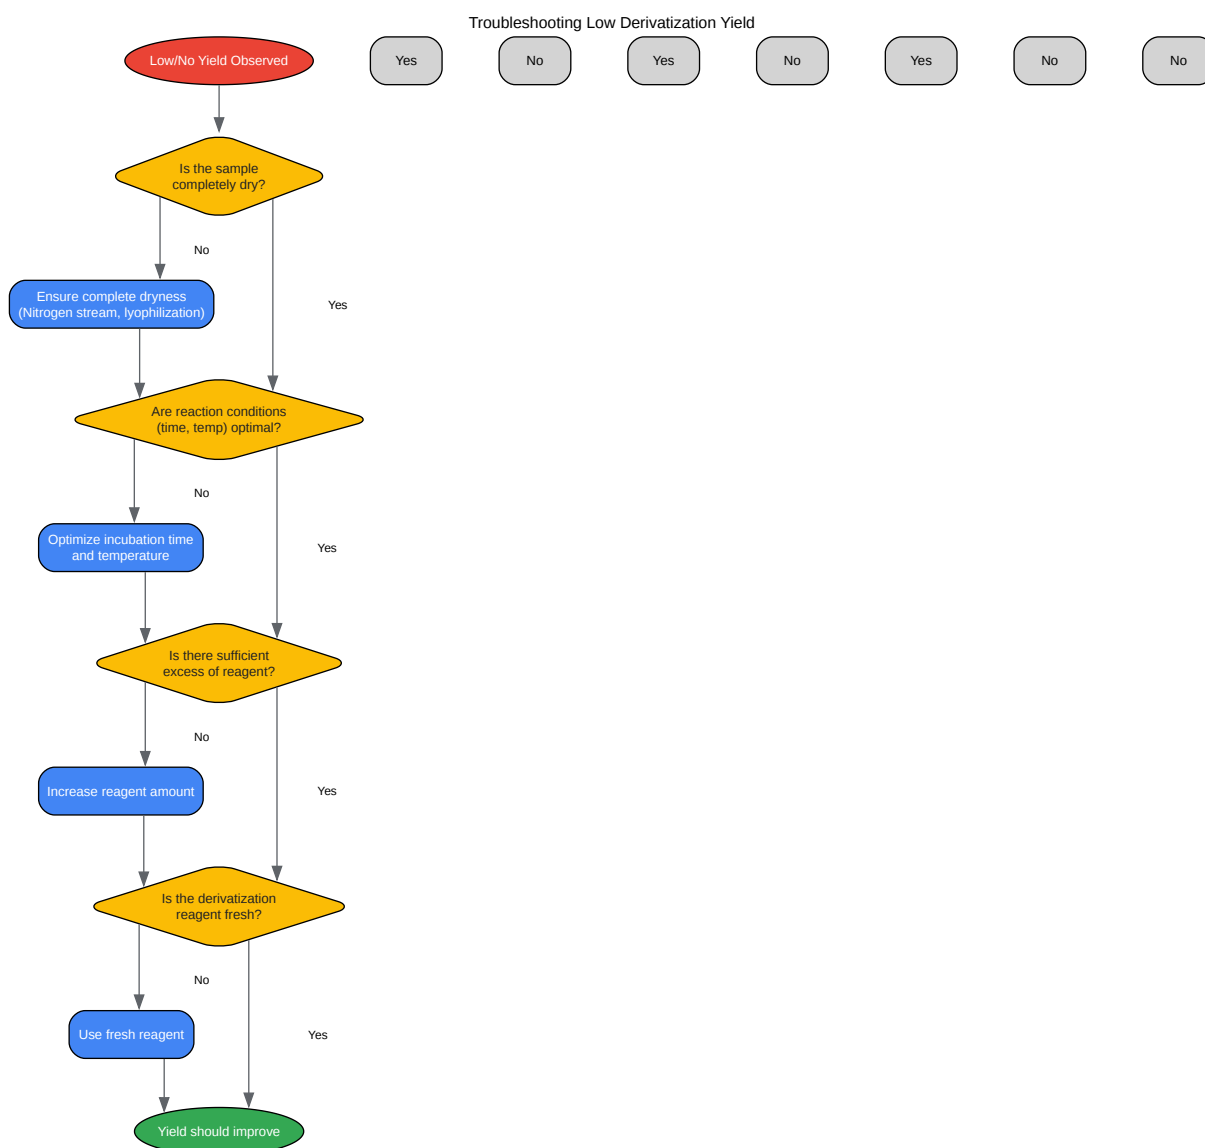 Troubleshooting Low Derivatization Yield
Low/No Yield Observed
Yes
No
Yes
No
Yes
No
No
Is the sample
completely dry?
No
Ensure complete dryness
(Nitrogen stream, lyophilization)
Yes
Are reaction conditions
(time, temp) optimal?
No
Optimize incubation time
and temperature
Yes
Is there sufficient
excess of reagent?
No
Increase reagent amount
Yes
Is the derivatization
reagent fresh?
No
Use fresh reagent
Yes
Yield should improve